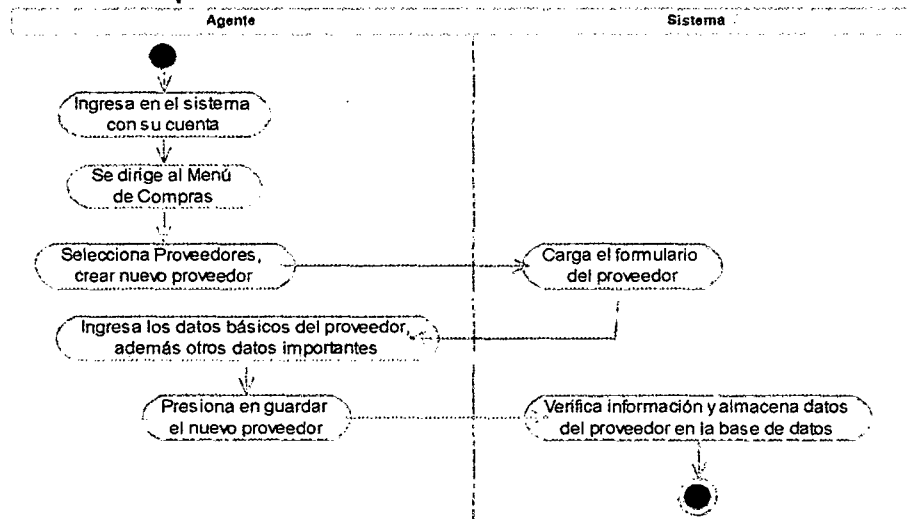 Agente
Sistema
Ingresa en el sistema
con su cuenta
Se dirige al Menú
de Compras
Selecciona Proveedores,
crear nuevo proveedor
Carga el formulario
del proveedor
Ingresa los datos básicos del proveedor,
además otros datos importantes
Presiona en guardar
el nuevo proveedor
Verifica información y almacena datos
del proveedor en la base de datos